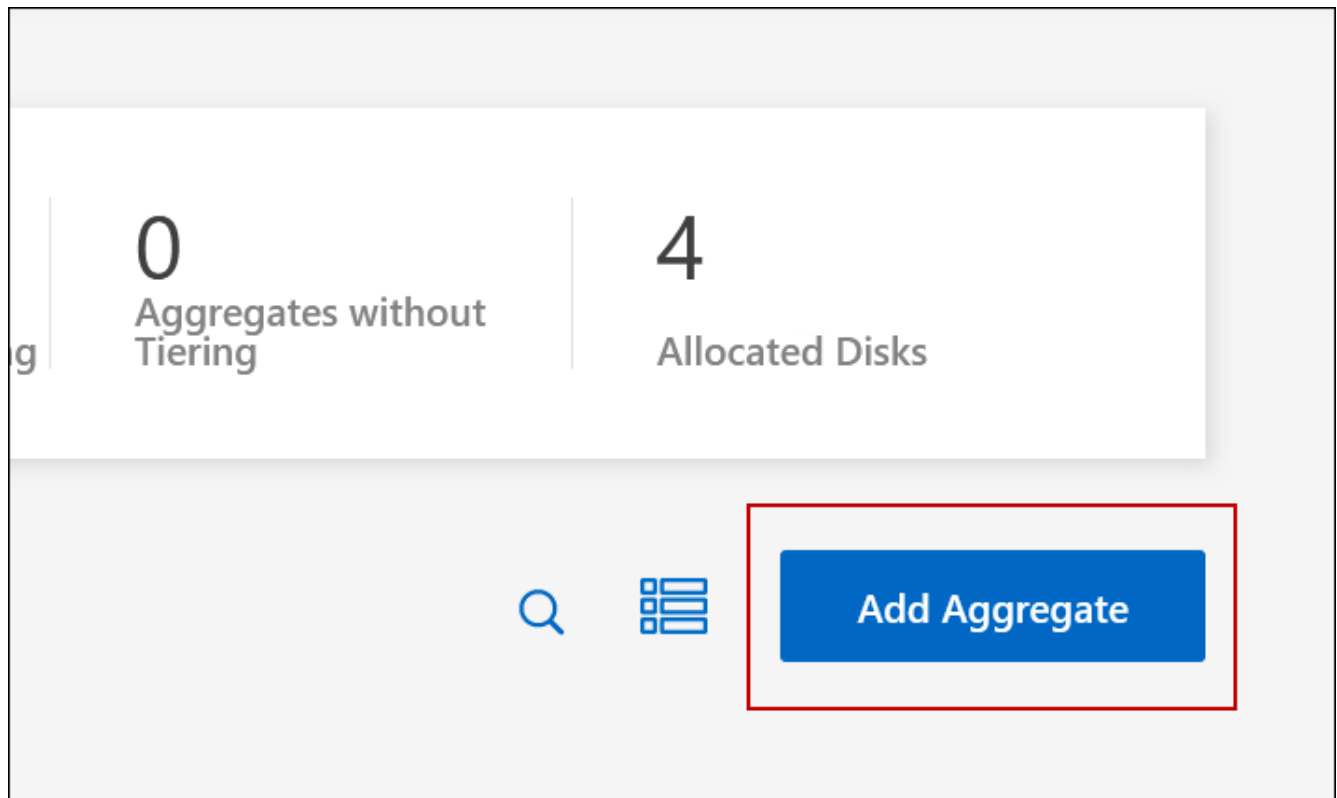 0
Aggregates without
Tiering
4
Allocated Disks
Add Aggregate